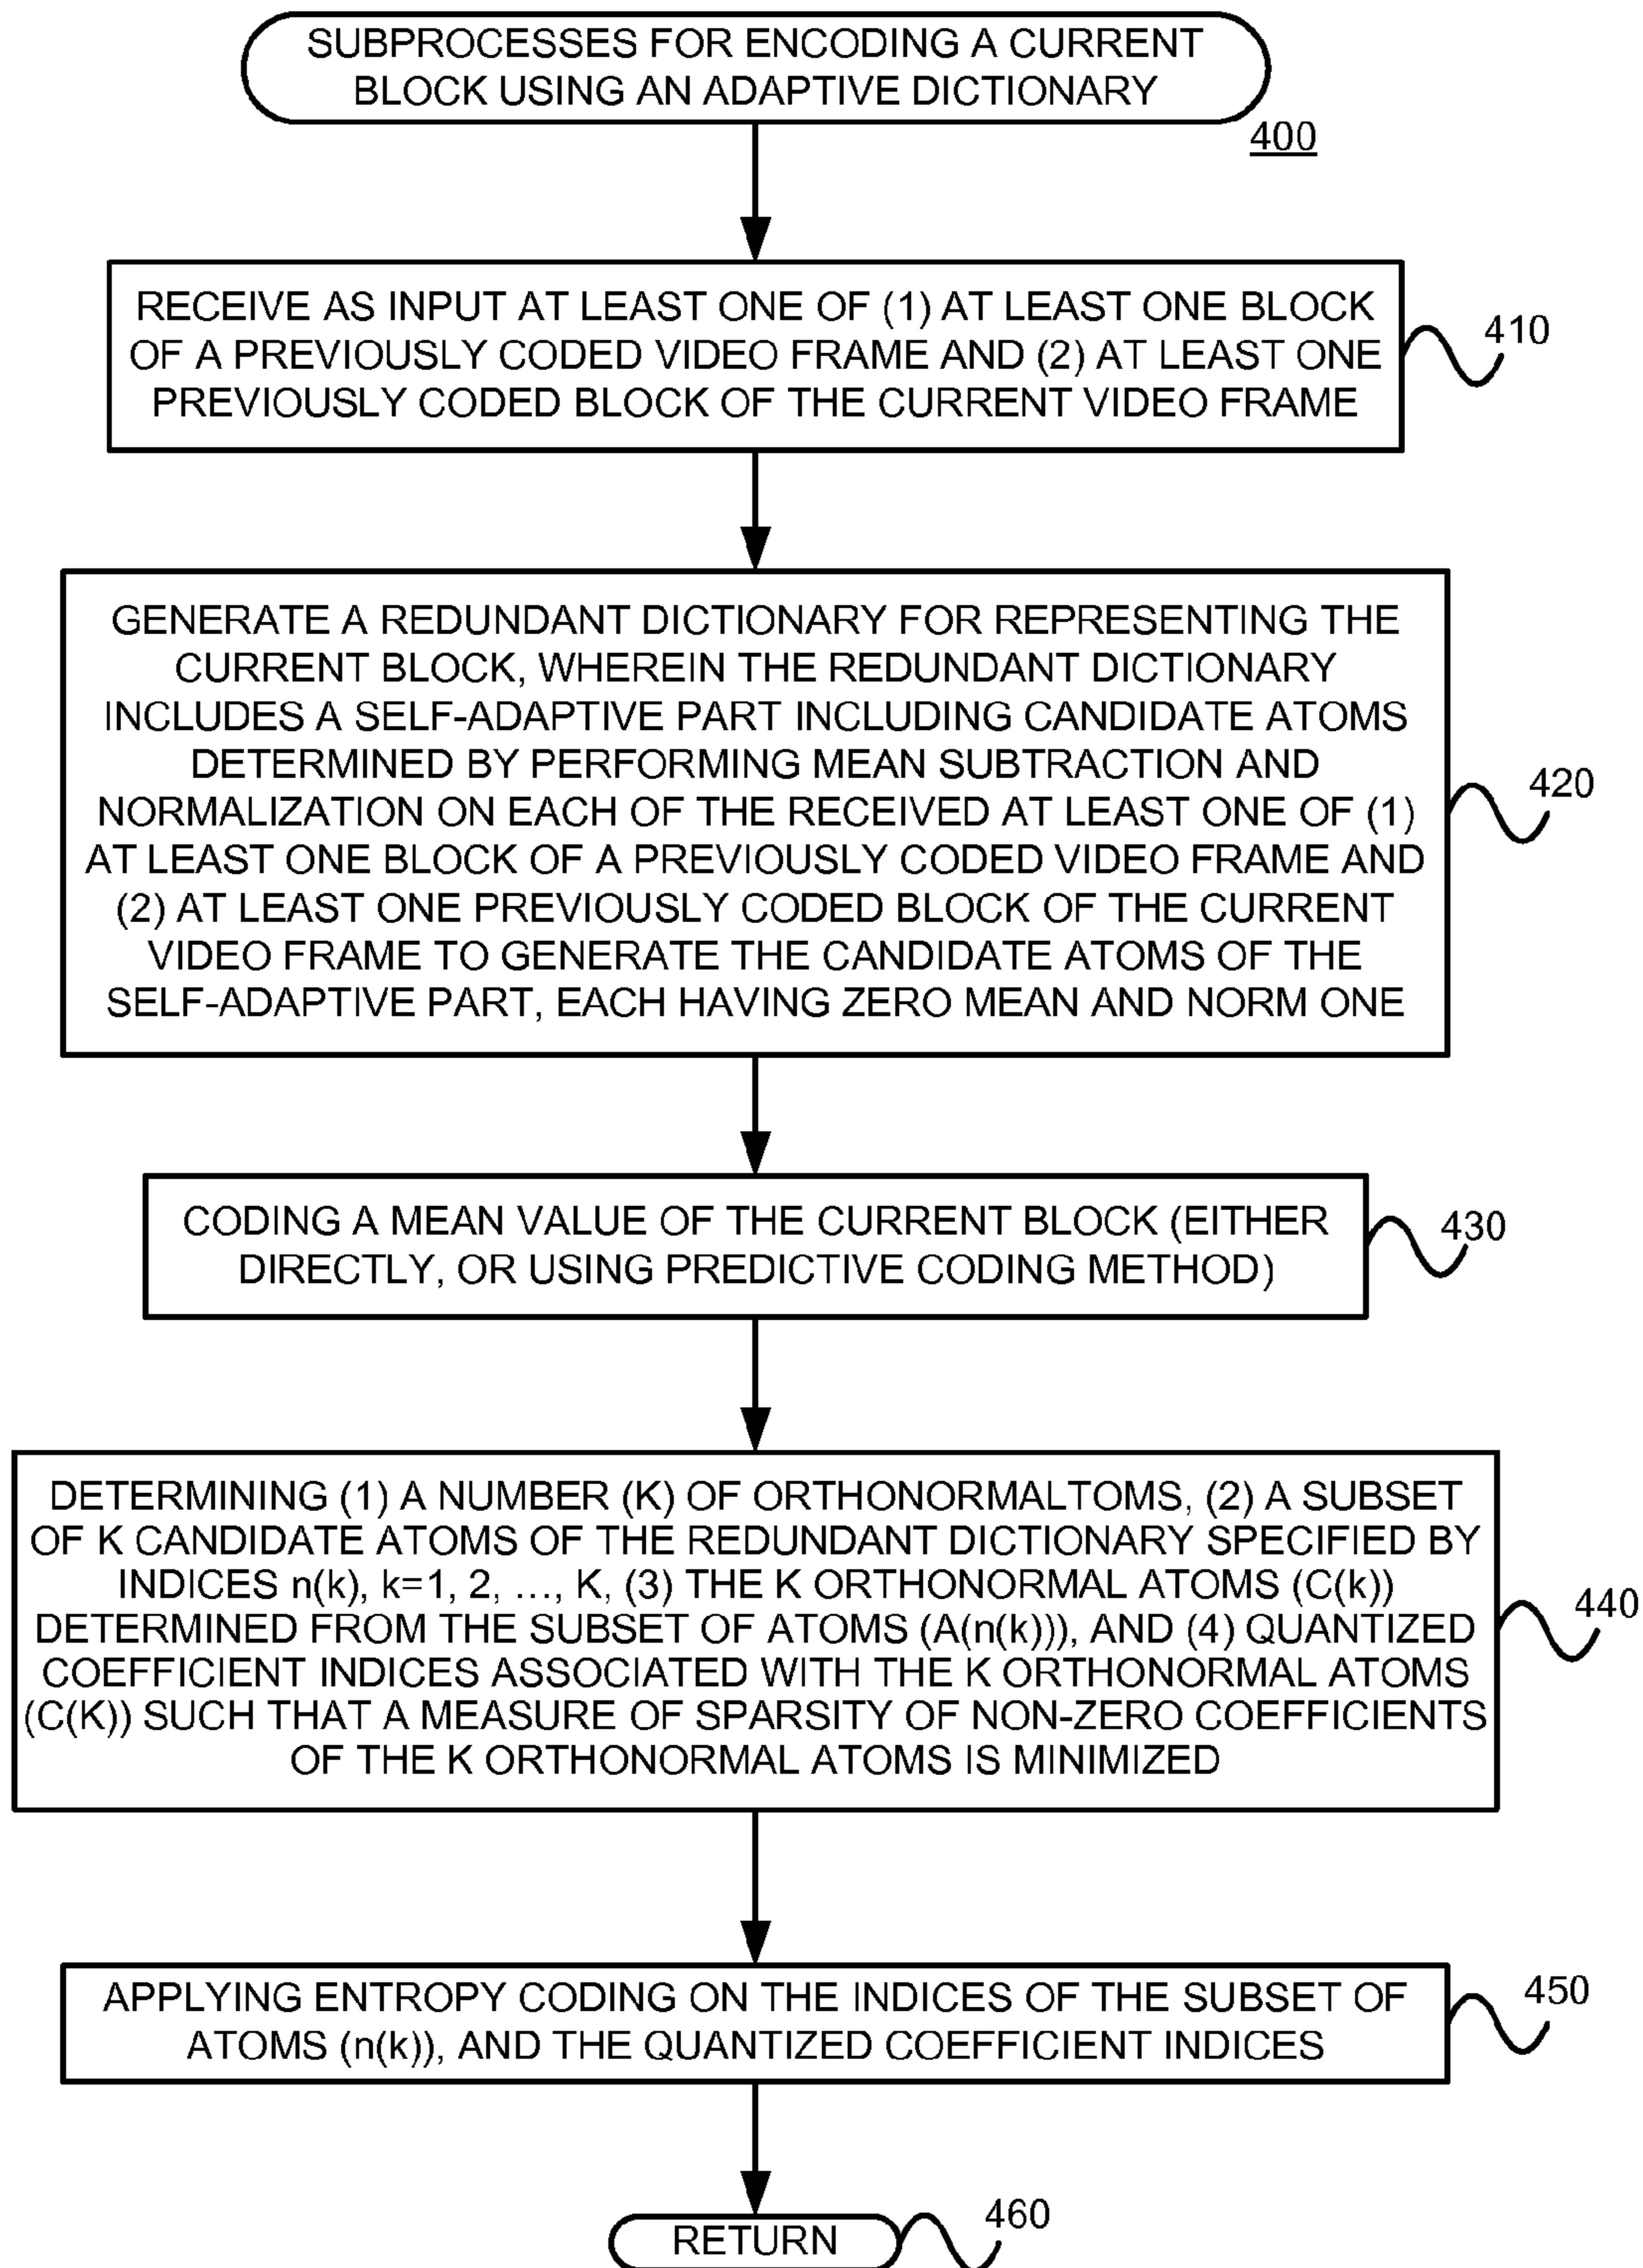 SUBPROCESSES FOR ENCODING A CURRENT
BLOCK USING AN ADAPTIVE DICTIONARY
400
RECEIVE AS INPUT AT LEAST ONE OF (1) AT LEAST ONE BLOCK
OF A PREVIOUSLY CODED VIDEO FRAME AND (2) AT LEAST ONE
PREVIOUSLY CODED BLOCK OF THE CURRENT VIDEO FRAME
410
GENERATE A REDUNDANT DICTIONARY FOR REPRESENTING THE
CURRENT BLOCK, WHEREIN THE REDUNDANT DICTIONARY
INCLUDES A SELF-ADAPTIVE PART INCLUDING CANDIDATE ATOMS
DETERMINED BY PERFORMING MEAN SUBTRACTION AND
NORMALIZATION ON EACH OF THE RECEIVED AT LEAST ONE OF (1)
AT LEAST ONE BLOCK OF A PREVIOUSLY CODED VIDEO FRAME AND
(2) AT LEAST ONE PREVIOUSLY CODED BLOCK OF THE CURRENT
VIDEO FRAME TO GENERATE THE CANDIDATE ATOMS OF THE
SELF-ADAPTIVE PART, EACH HAVING ZERO MEAN AND NORM ONE
420
CODING A MEAN VALUE OF THE CURRENT BLOCK (EITHER
DIRECTLY, OR USING PREDICTIVE CODING METHOD)
430
DETERMINING (1) A NUMBER (K) OF ORTHONORMALTOMS, (2) A SUBSET
OF K CANDIDATE ATOMS OF THE REDUNDANT DICTIONARY SPECIFIED BY
INDICES n(k), k=1, 2, ..., K, (3) THE K ORTHONORMAL ATOMS (C(k))
DETERMINED FROM THE SUBSET OF ATOMS (A(n(k))), AND (4) QUANTIZED
COEFFICIENT INDICES ASSOCIATED WITH THE K ORTHONORMAL ATOMS
(C(K)) SUCH THAT A MEASURE OF SPARSITY OF NON-ZERO COEFFICIENTS
OF THE K ORTHONORMAL ATOMS IS MINIMIZED
440
APPLYING ENTROPY CODING ON THE INDICES OF THE SUBSET OF
ATOMS (n(k)), AND THE QUANTIZED COEFFICIENT INDICES
450
RETURN
460